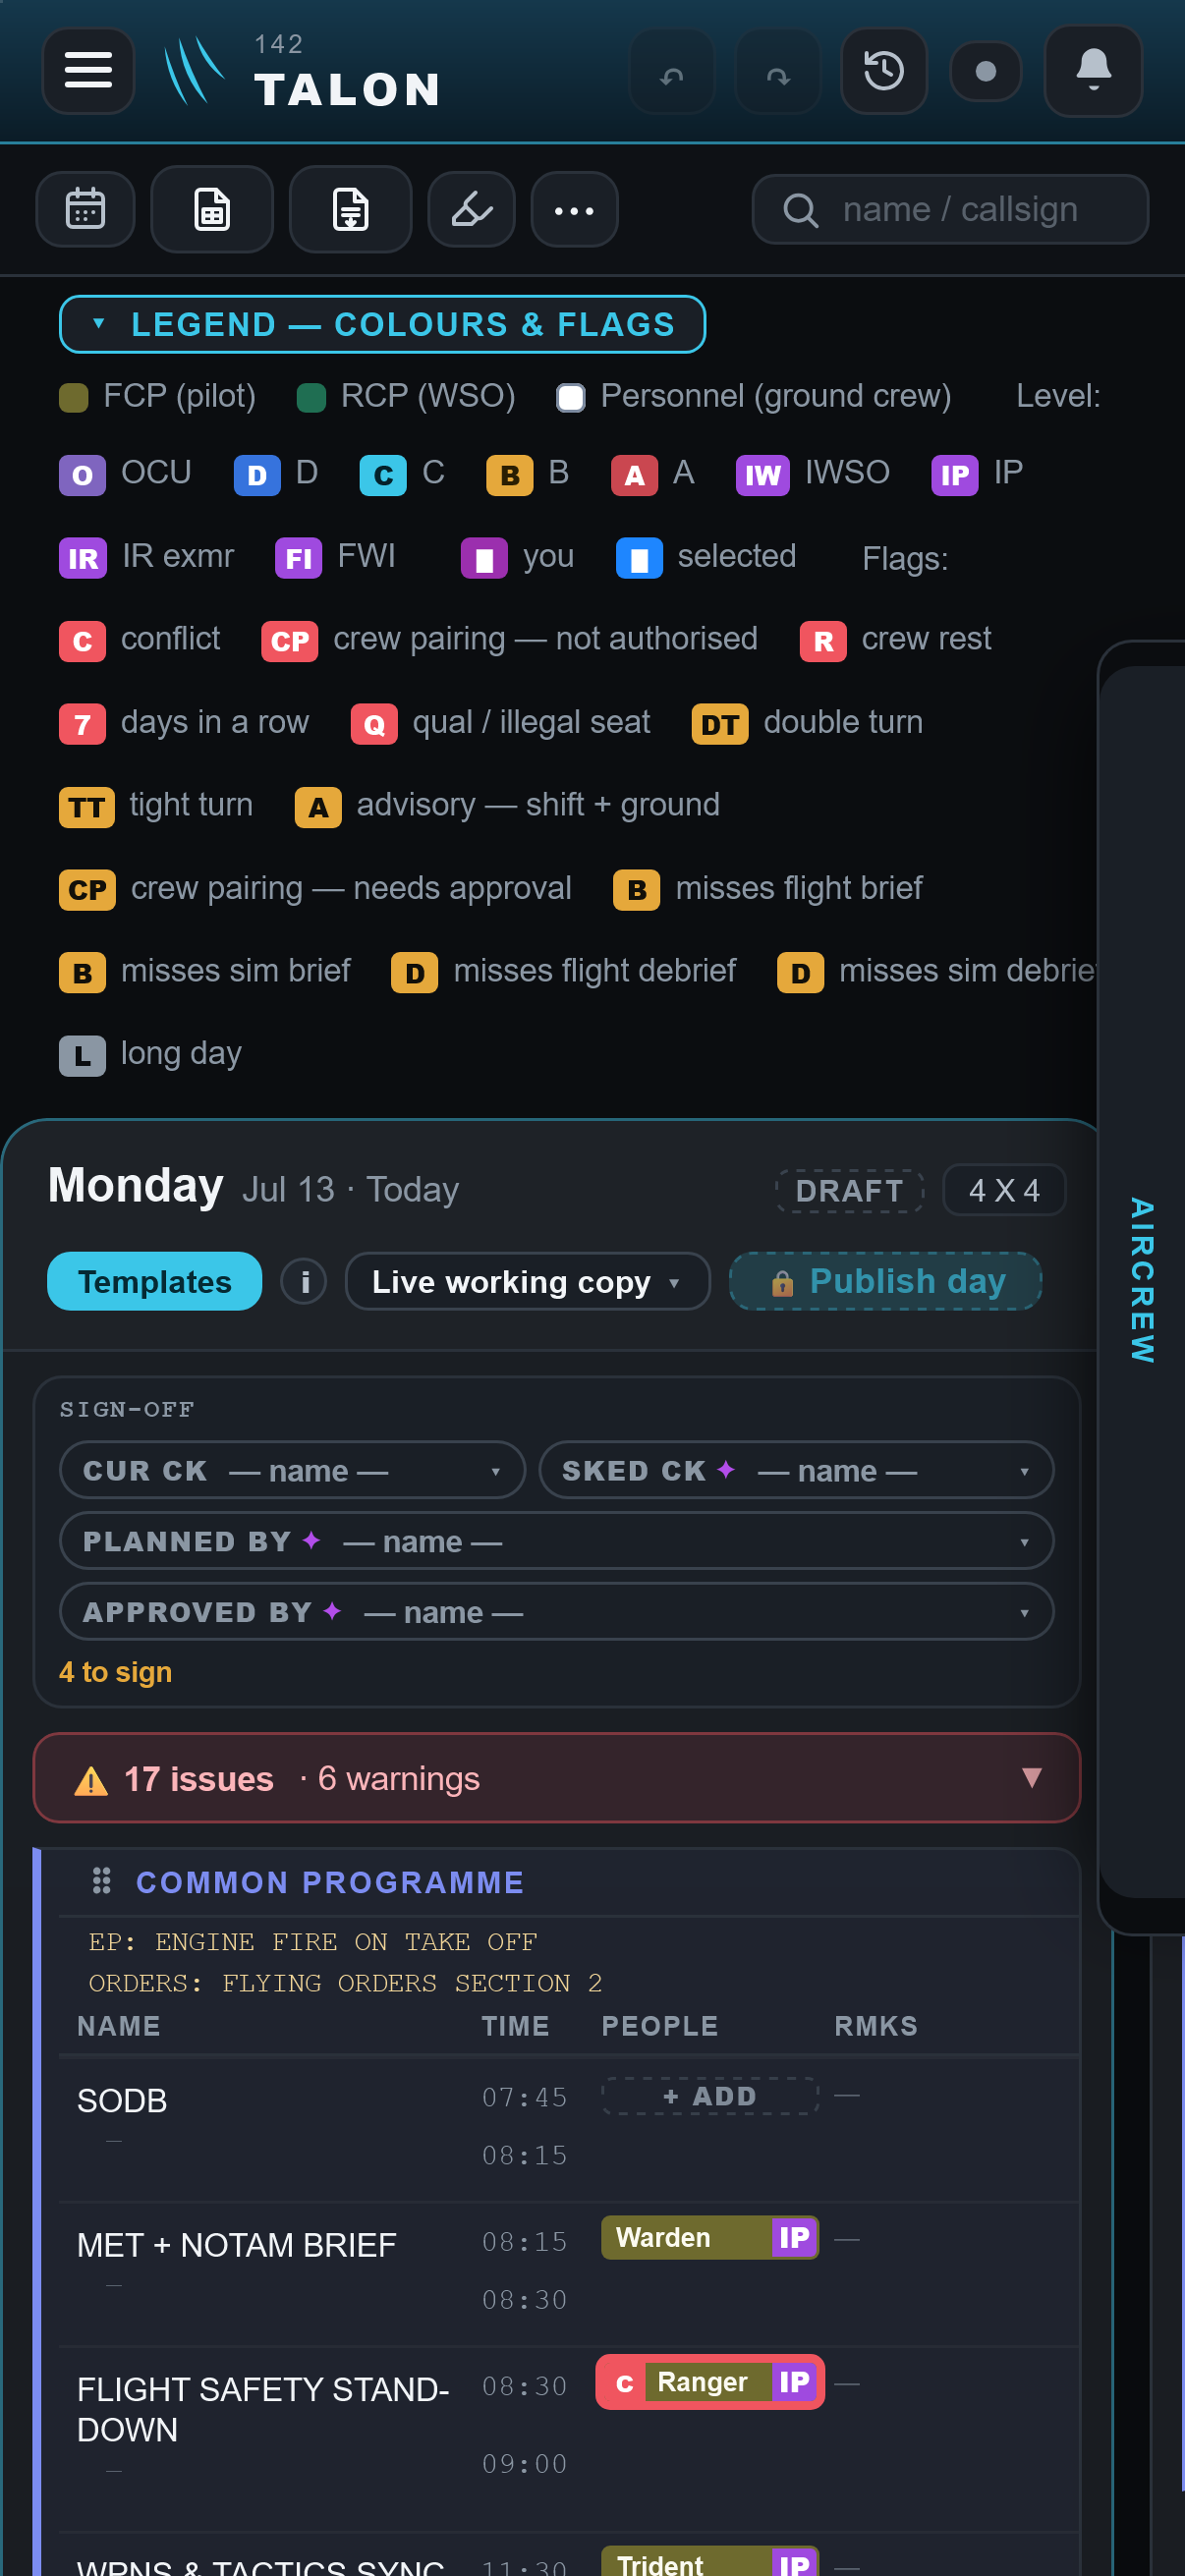 142
TALON
name / callsign
▼ LEGEND — COLOURS & FLAGS
FCP (pilot) RCP (WSO) Personnel (ground crew) Level:
O OCU D D C C B B A A IW IWSO IP IP
IR IR exmr FI FWI you selected Flags:
C conflict CP crew pairing — not authorised R crew rest
7 days in a row Q qual / illegal seat DT double turn
TT tight turn A advisory — shift + ground
CP crew pairing — needs approval B misses flight brief
B misses sim brief D misses flight debrief D misses sim debrief
L long day
AIRCREW
Monday Jul 13 · Today DRAFT 4 X 4
Templates i Live working copy ▾ Publish day
SIGN-OFF
CUR CK — name — ▾ SKED CK ✦ — name — ▾
PLANNED BY ✦ — name — ▾
APPROVED BY ✦ — name — ▾
4 to sign
17 issues · 6 warnings ▼
COMMON PROGRAMME
EP: ENGINE FIRE ON TAKE OFF
ORDERS: FLYING ORDERS SECTION 2
NAME TIME PEOPLE RMKS
SODB 07:45 + ADD —
— 08:15
MET + NOTAM BRIEF 08:15 Warden IP —
— 08:30
FLIGHT SAFETY STAND- 08:30 C Ranger IP —
DOWN
— 09:00
WPNS & TACTICS SYNC 11:30 Trident IP —